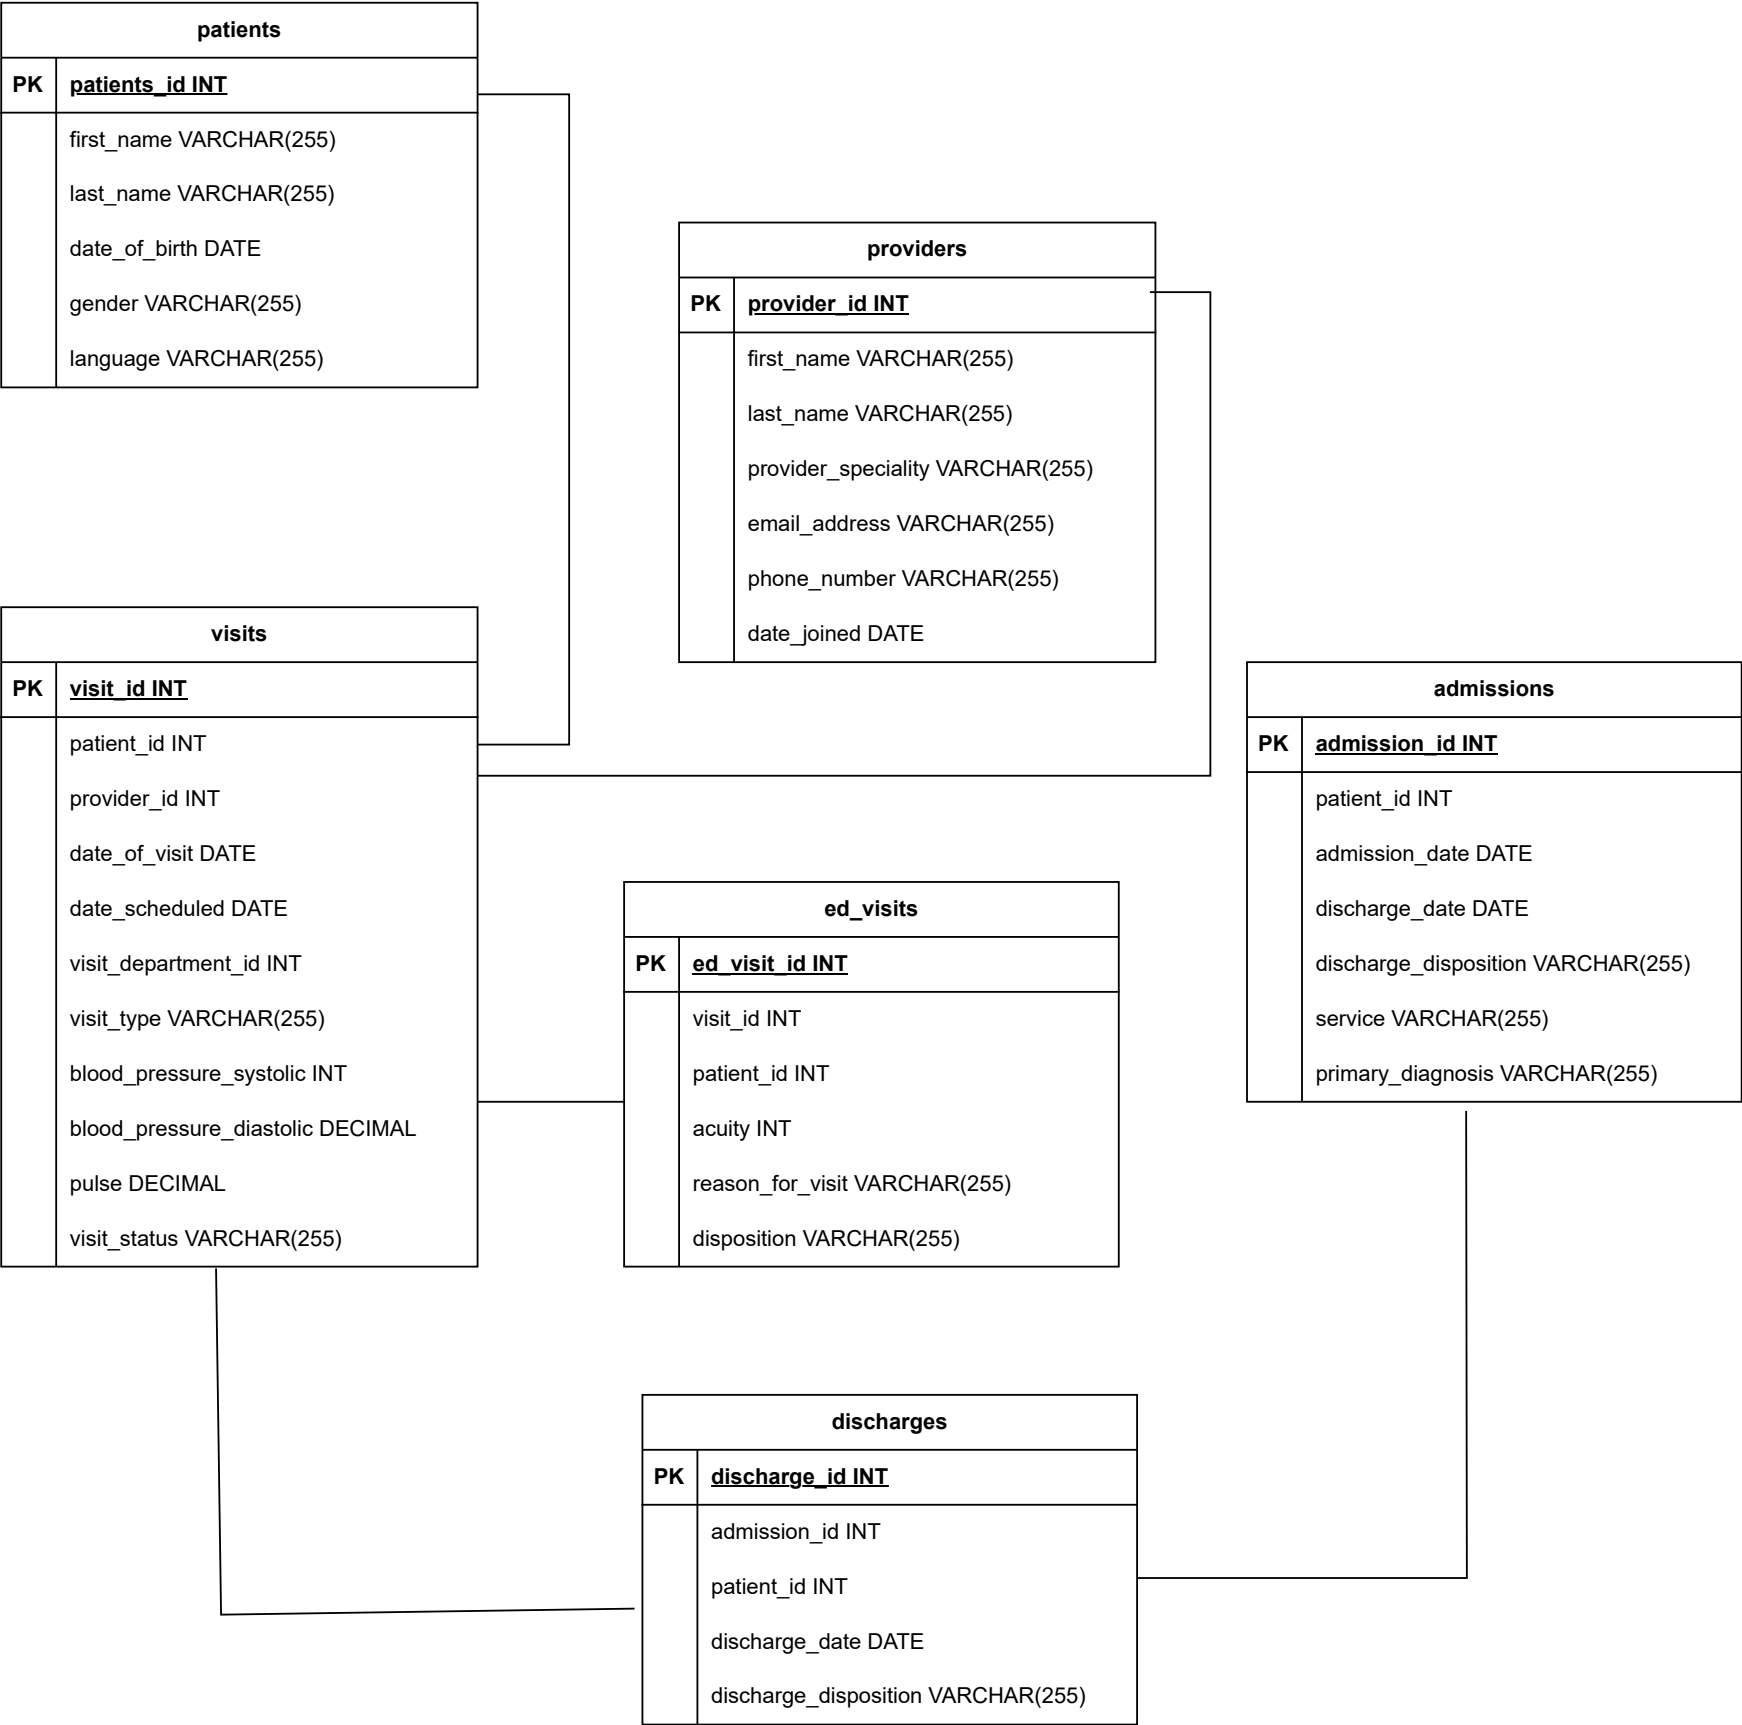 patients
PK patients_id INT
first_name VARCHAR(255)
last_name VARCHAR(255)
date_of_birth DATE
gender VARCHAR(255)
language VARCHAR(255)
providers
PK provider_id INT
first_name VARCHAR(255)
last_name VARCHAR(255)
provider_speciality VARCHAR(255)
email_address VARCHAR(255)
phone_number VARCHAR(255)
date_joined DATE
visits
PK visit_id INT
patient_id INT
provider_id INT
date_of_visit DATE
date_scheduled DATE
visit_department_id INT
visit_type VARCHAR(255)
blood_pressure_systolic INT
blood_pressure_diastolic DECIMAL
pulse DECIMAL
visit_status VARCHAR(255)
ed_visits
PK ed_visit_id INT
visit_id INT
patient_id INT
acuity INT
reason_for_visit VARCHAR(255)
disposition VARCHAR(255)
admissions
PK admission_id INT
patient_id INT
admission_date DATE
discharge_date DATE
discharge_disposition VARCHAR(255)
service VARCHAR(255)
primary_diagnosis VARCHAR(255)
discharges
PK discharge_id INT
admission_id INT
patient_id INT
discharge_date DATE
discharge_disposition VARCHAR(255)